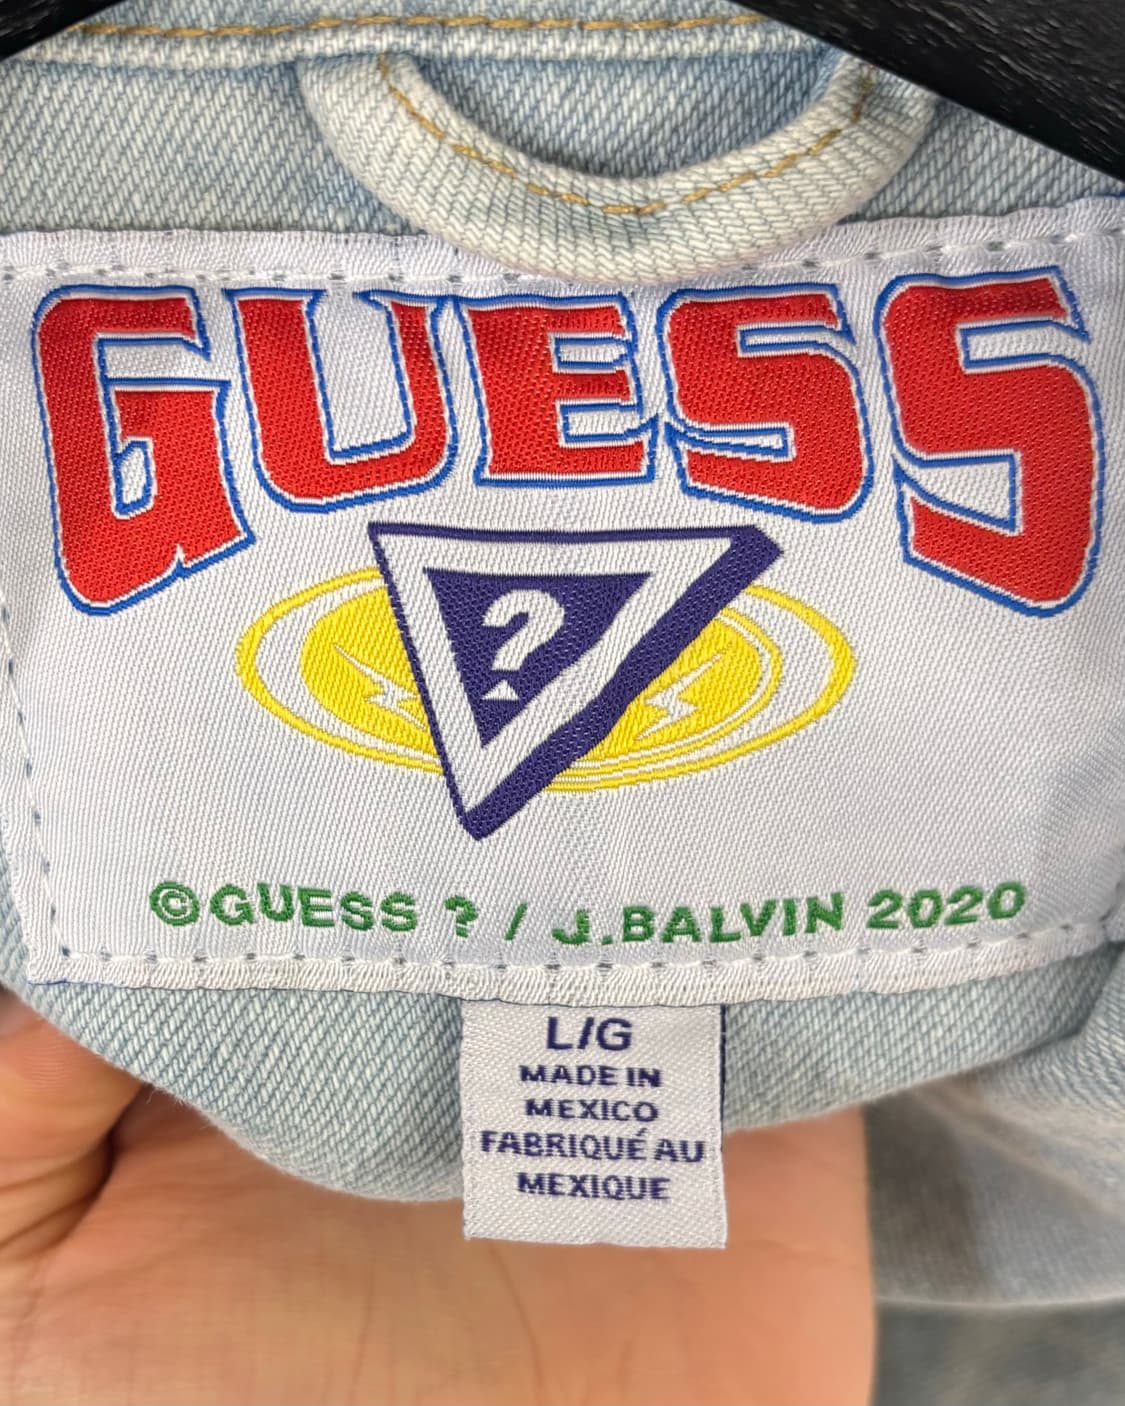 GUESS
?
©GUESS ? / J.BALVIN 2020
L/G
MADE IN
MEXICO
FABRIQUÉ AU
MEXIQUE